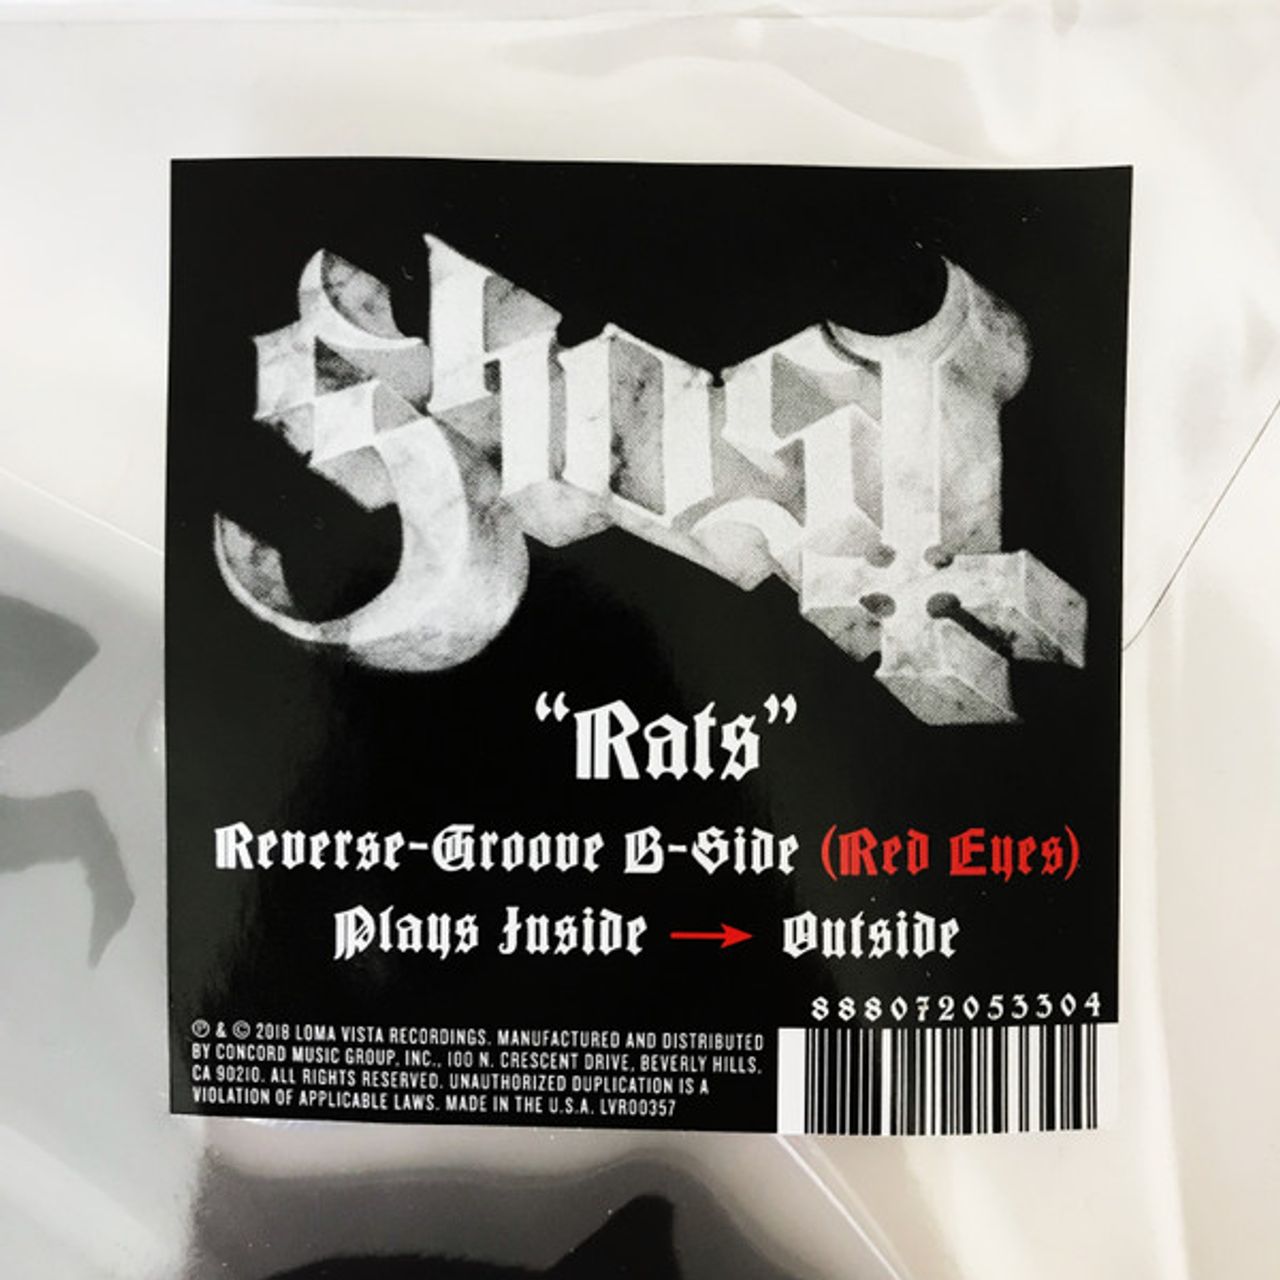 Ghost
“Rats”
Reverse-Groove B-Side (Red Eyes)
Plays Inside → Outside
888072053304
℗ & © 2018 LOMA VISTA RECORDINGS. MANUFACTURED AND DISTRIBUTED
BY CONCORD MUSIC GROUP, INC., 100 N. CRESCENT DRIVE, BEVERLY HILLS,
CA 90210. ALL RIGHTS RESERVED. UNAUTHORIZED DUPLICATION IS A
VIOLATION OF APPLICABLE LAWS. MADE IN THE U.S.A. LVR00357